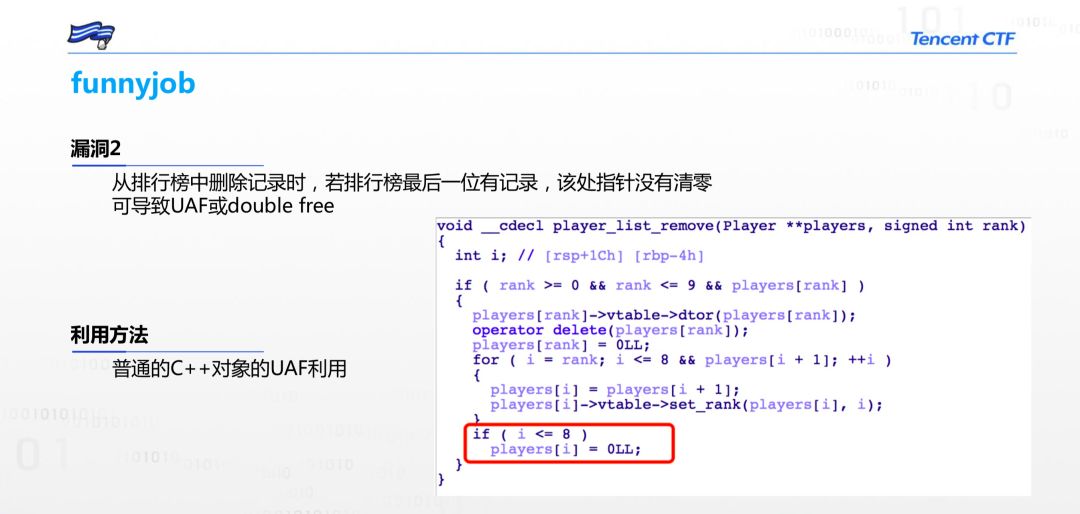 Tencent CTF
funnyjob
漏洞2
从排行榜中删除记录时，若排行榜最后一位有记录，该处指针没有清零
可导致UAF或double free
void __cdecl player_list_remove(Player **players, signed int rank)
{
int i; // [rsp+1Ch] [rbp-4h]
if ( rank >= 0 && rank <= 9 && players[rank] )
{
players[rank]->vtable->dtor(players[rank]);
operator delete(players[rank]);
players[rank] = 0LL;
for ( i = rank; i <= 8 && players[i + 1]; ++i )
{
players[i] = players[i + 1];
players[i]->vtable->set_rank(players[i], i);
}
if ( i <= 8 )
players[i] = 0LL;
}
}
利用方法
普通的C++对象的UAF利用